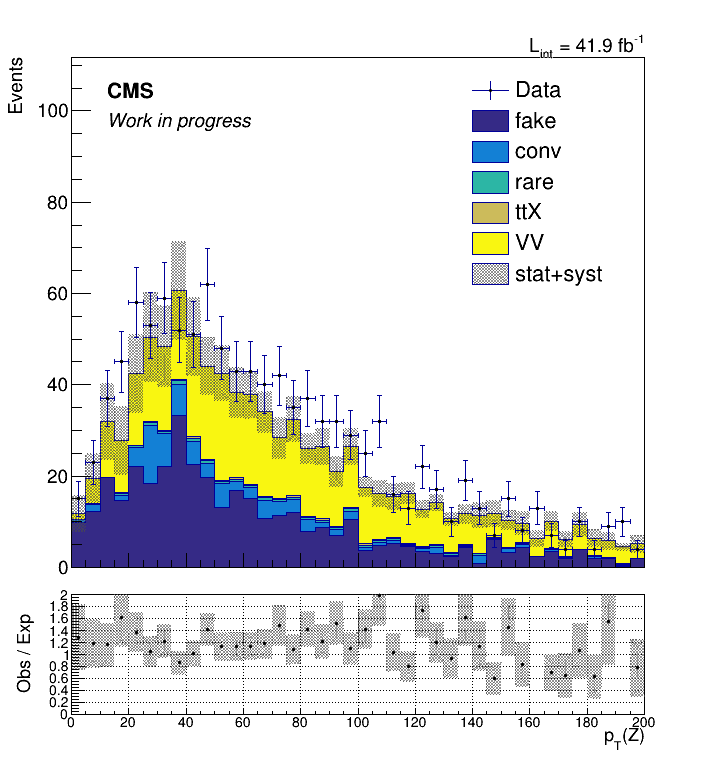 L_int = 41.9 fb^-1
Events
CMS
Work in progress
Data
fake
conv
rare
ttX
VV
stat+syst
100
80
60
40
20
0
Obs / Exp
2
1.8
1.6
1.4
1.2
1
0.8
0.6
0.4
0.2
0
0 20 40 60 80 100 120 140 160 180 200
p_T(Z)